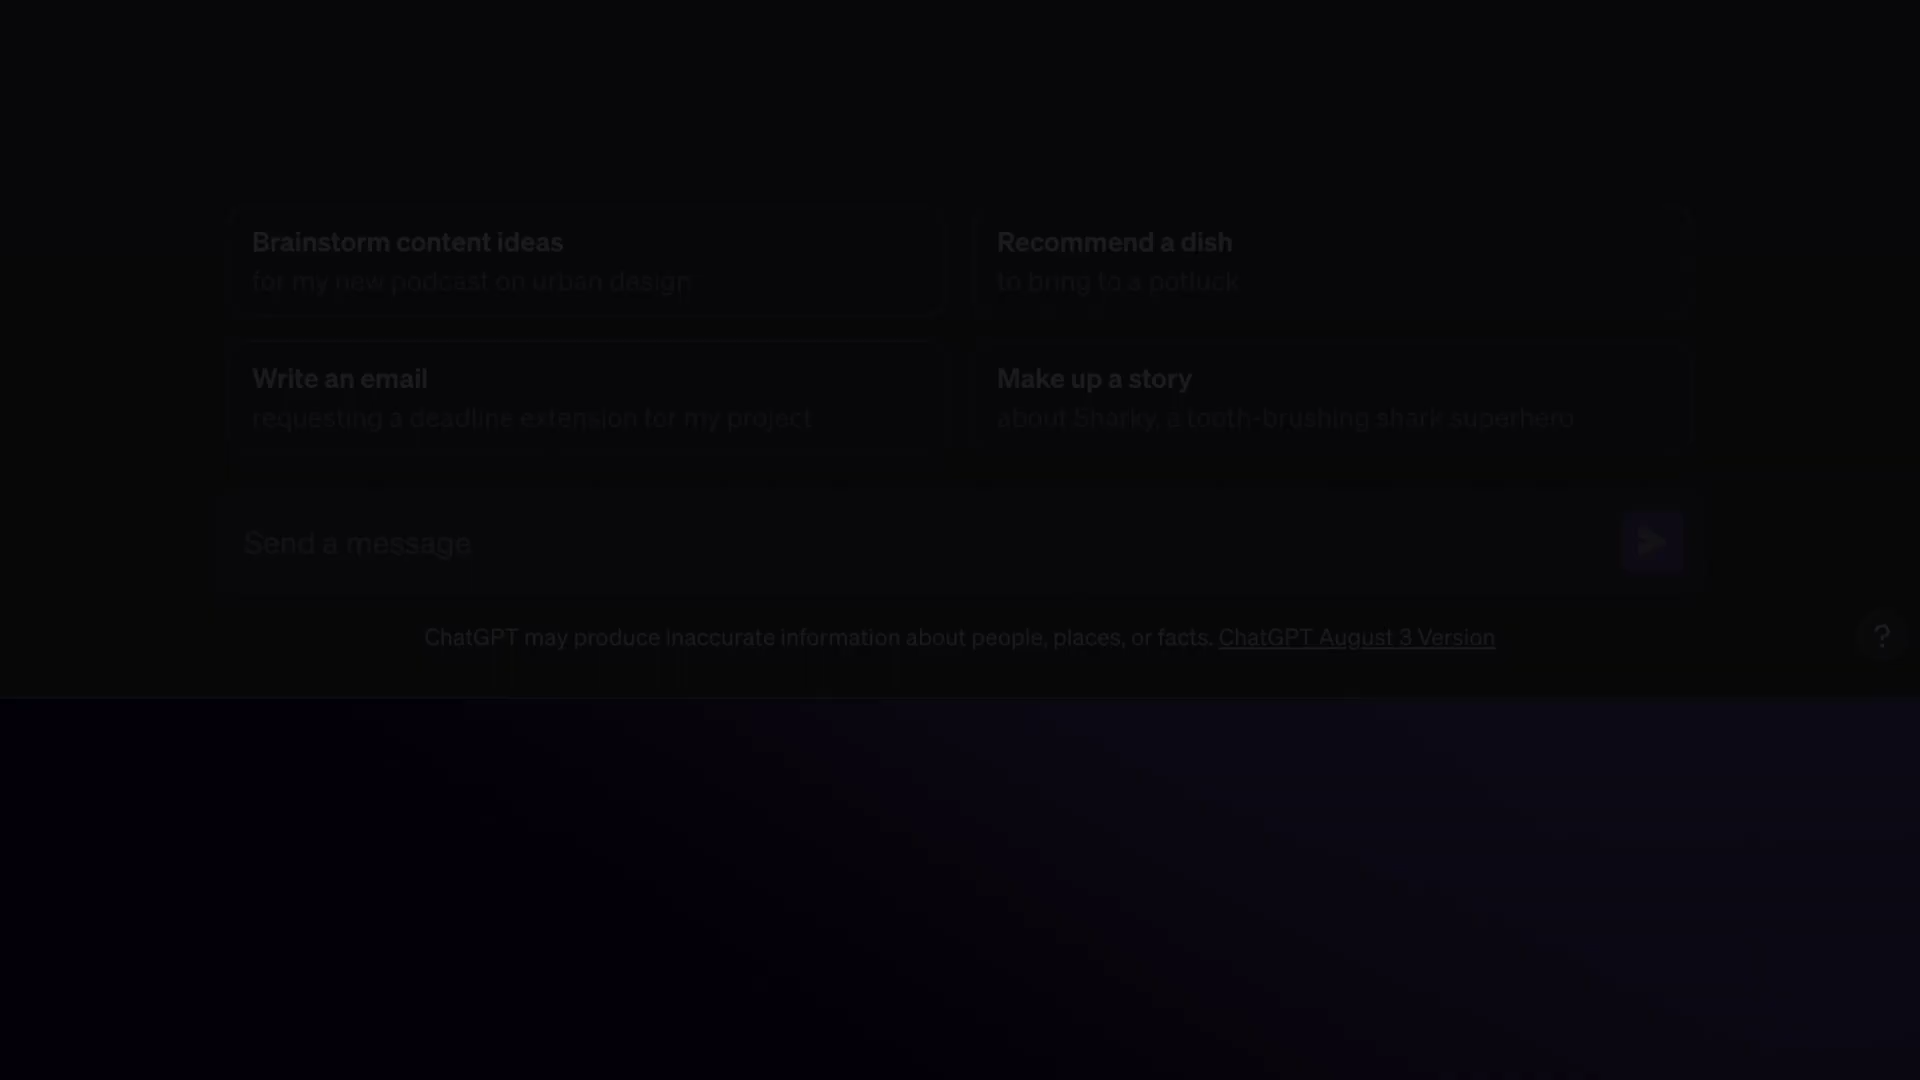 Brainstorm content ideas
for my new podcast on urban design
Recommend a dish
to bring to a potluck
Write an email
requesting a deadline extension for my project
Make up a story
about Sharky, a tooth-brushing shark superhero
Send a message
ChatGPT may produce inaccurate information about people, places, or facts. ChatGPT August 3 Version
?